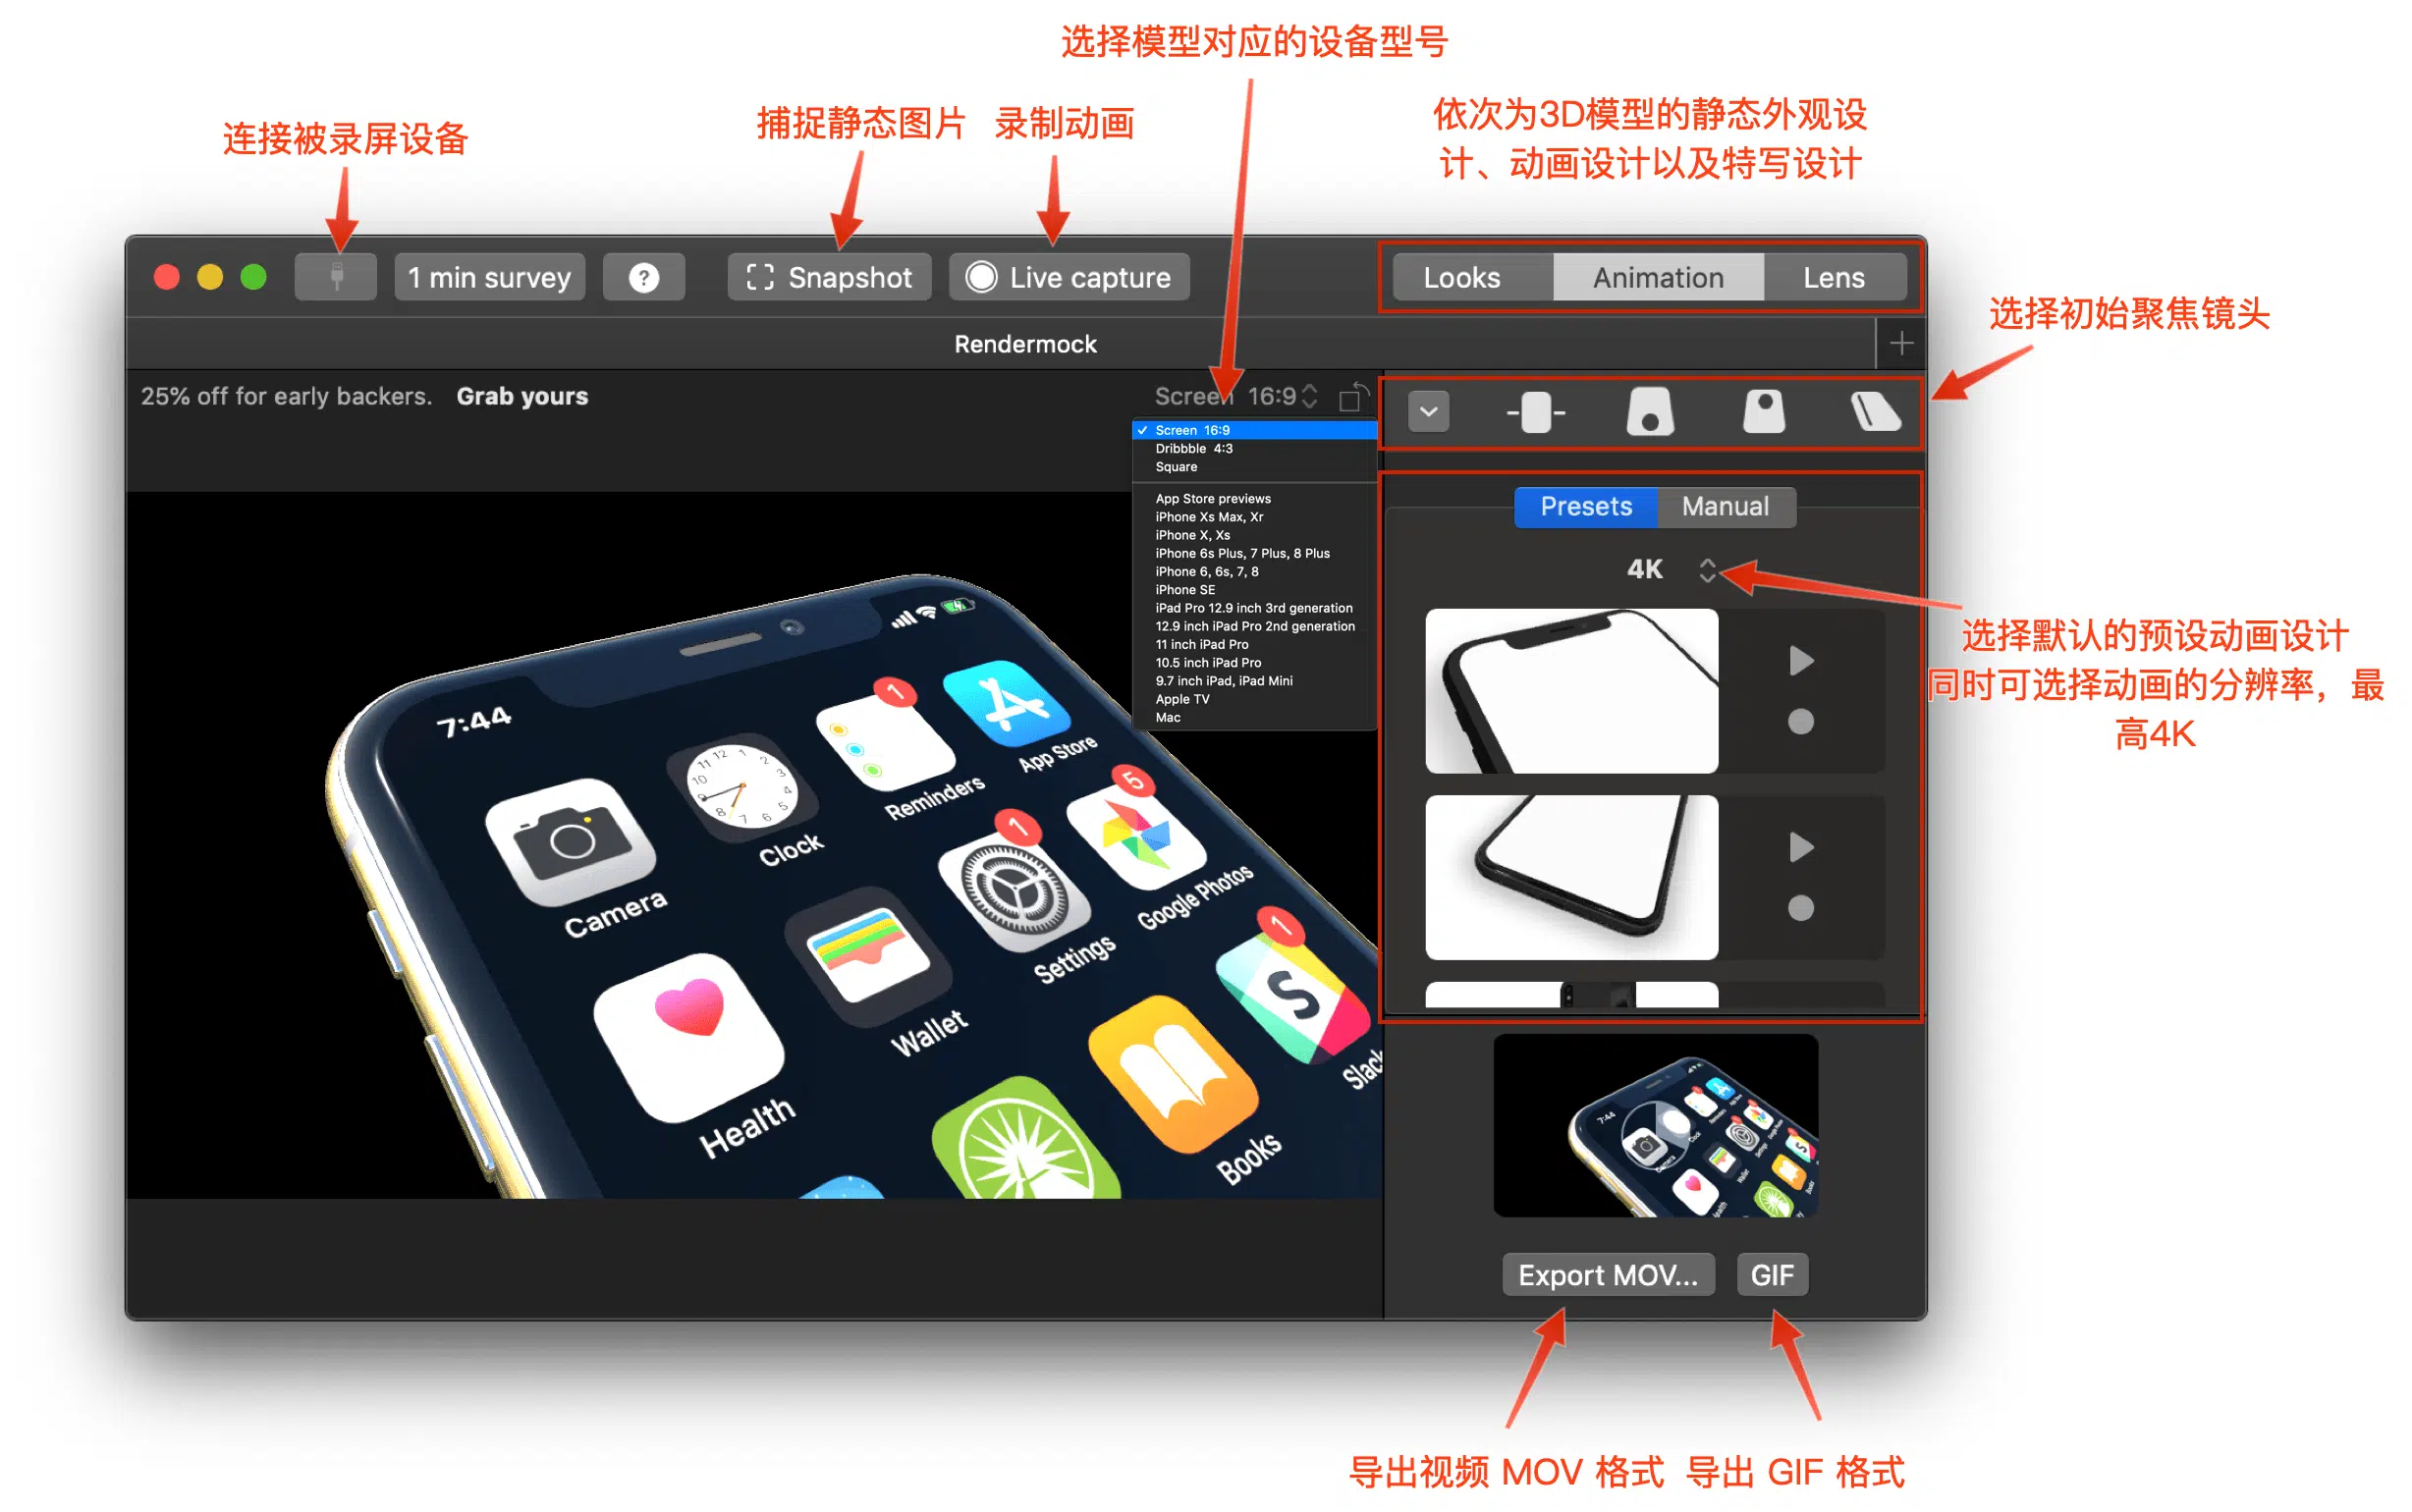 选择模型对应的设备型号
连接被录屏设备
捕捉静态图片
录制动画
依次为3D模型的静态外观设
计、动画设计以及特写设计
1 min survey
?
Snapshot
Live capture
Looks
Animation
Lens
选择初始聚焦镜头
Rendermock
25% off for early backers. Grab yours
Screen 16:9
Screen 16:9
Dribbble 4:3
Square
App Store previews
iPhone Xs Max, Xr
iPhone X, Xs
iPhone 6s Plus, 7 Plus, 8 Plus
iPhone 6, 6s, 7, 8
iPhone SE
iPad Pro 12.9 inch 3rd generation
12.9 inch iPad Pro 2nd generation
11 inch iPad Pro
10.5 inch iPad Pro
9.7 inch iPad, iPad Mini
Apple TV
Mac
Presets
Manual
4K
选择默认的预设动画设计
同时可选择动画的分辨率，最
高4K
7:44
Camera
Clock
1
Reminders
App Store
Health
Wallet
1
Settings
5
Google Photos
Books
1
S
Slack
Export MOV...
GIF
导出视频 MOV 格式
导出 GIF 格式